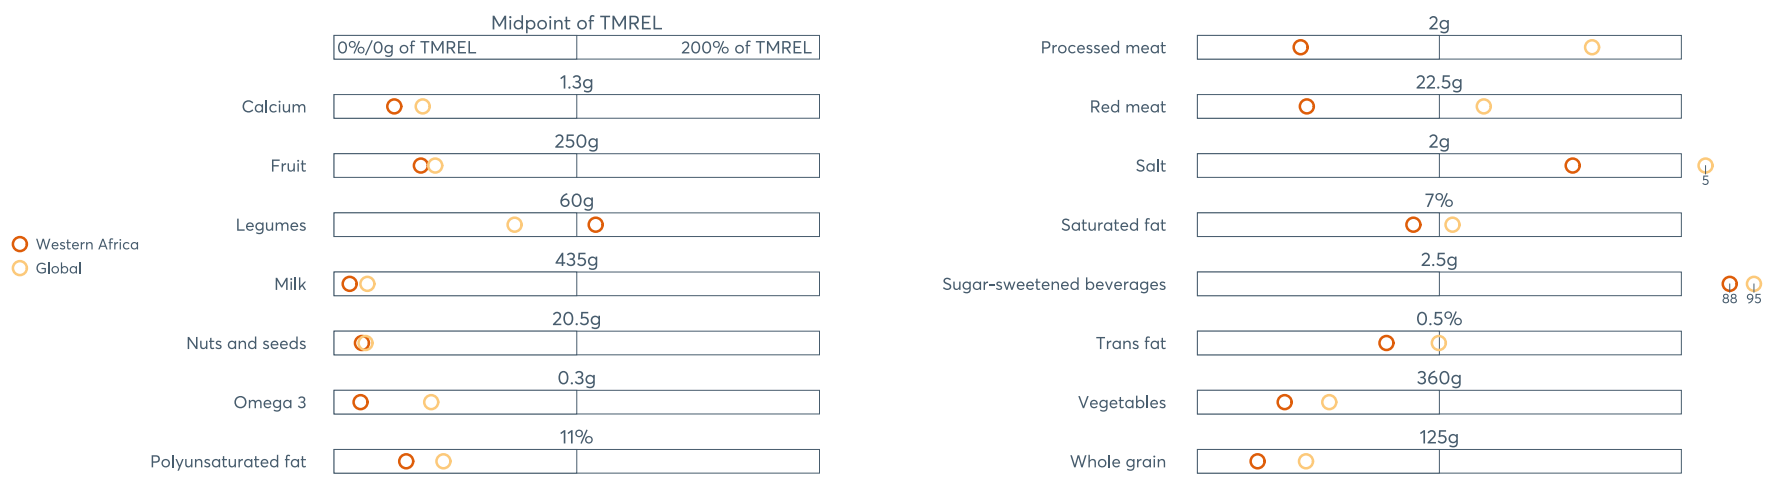 Midpoint of TMREL
0%/0g of TMREL 200% of TMREL
1.3g
Calcium
250g
Fruit
60g
Legumes
Western Africa
Global
435g
Milk
20.5g
Nuts and seeds
0.3g
Omega 3
11%
Polyunsaturated fat
2g
Processed meat
22.5g
Red meat
2g
Salt
5
7%
Saturated fat
2.5g
Sugar-sweetened beverages
88 95
0.5%
Trans fat
360g
Vegetables
125g
Whole grain